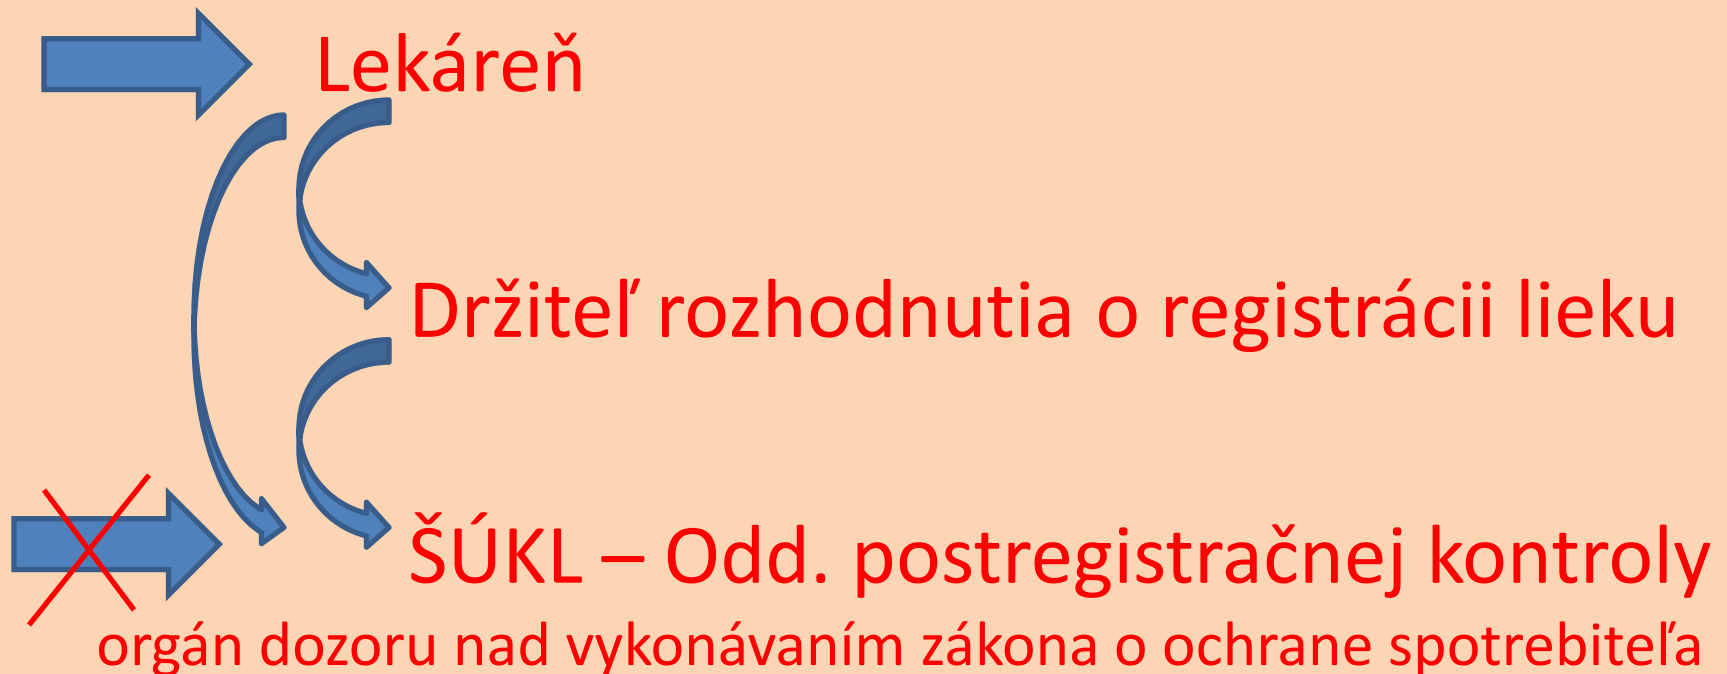 Lekáreň
Držiteľ rozhodnutia o registrácii lieku
ŠÚKL – Odd. postregistračnej kontroly
orgán dozoru nad vykonávaním zákona o ochrane spotrebiteľa